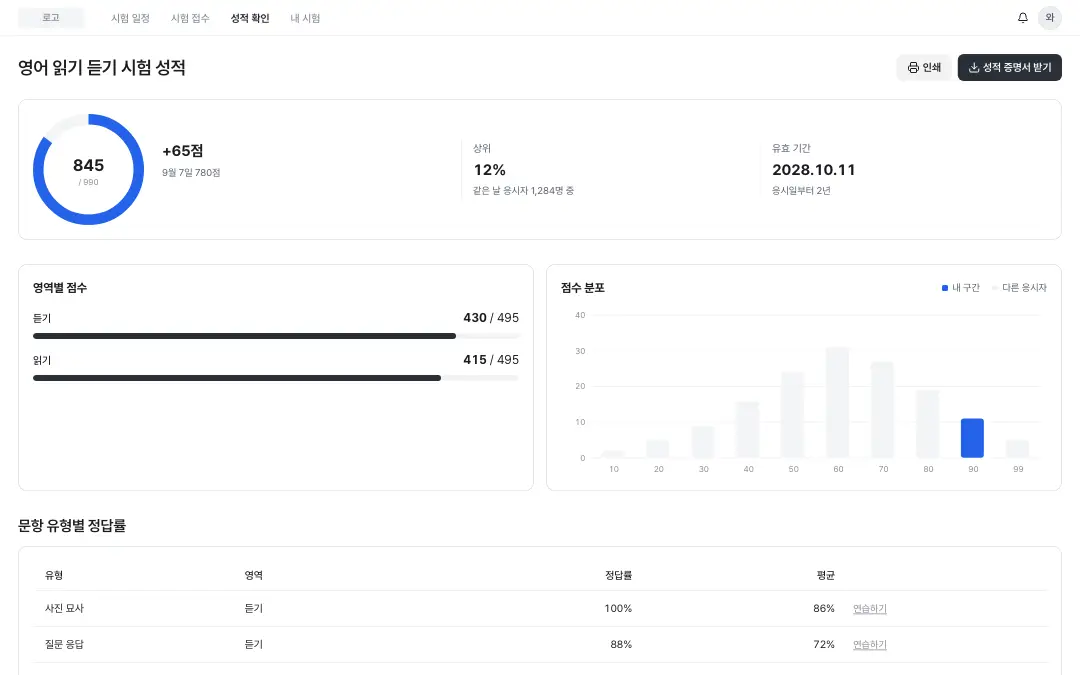 로고
시험 일정
시험 접수
성적 확인
내 시험
와
영어 읽기 듣기 시험 성적
인쇄
성적 증명서 받기
845
/ 990
+65점
9월 7일 780점
상위
12%
같은 날 응시자 1,284명 중
유효 기간
2028.10.11
응시일부터 2년
영역별 점수
듣기 430 / 495
읽기 415 / 495
점수 분포
내 구간
다른 응시자
40
30
20
10
0
10 20 30 40 50 60 70 80 90 99
문항 유형별 정답률
유형 영역 정답률 평균
사진 묘사 듣기 100% 86% 연습하기
질문 응답 듣기 88% 72% 연습하기